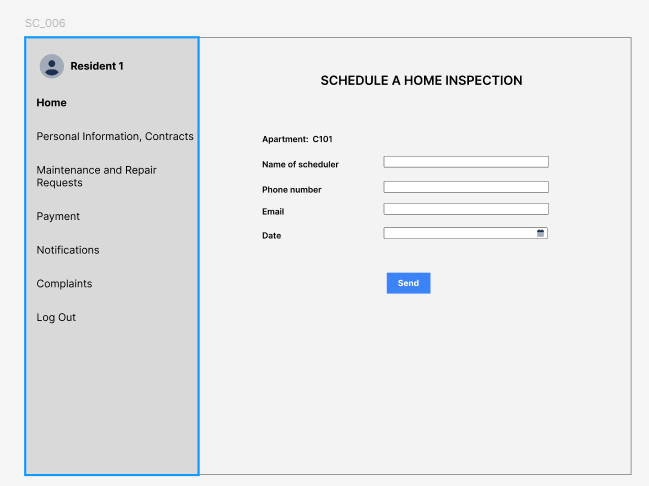 SC_006
Resident 1
Home
Personal Information, Contracts
Maintenance and Repair
Requests
Payment
Notifications
Complaints
Log Out
SCHEDULE A HOME INSPECTION
Apartment: C101
Name of scheduler
Phone number
Email
Date
Send